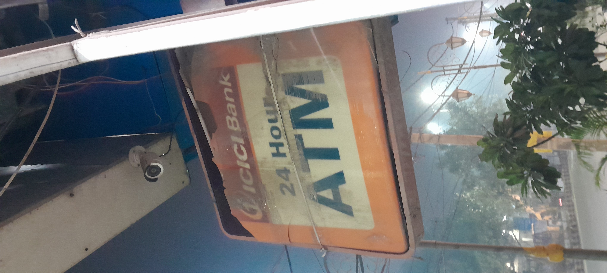 ICICI Bank
24 Hour
ATM